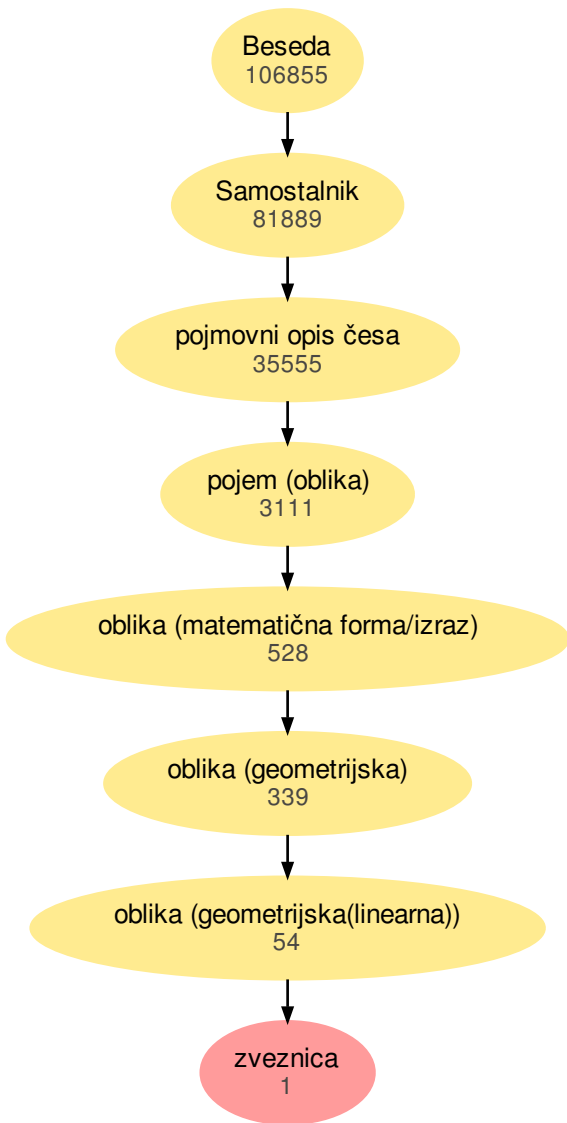 Beseda
106855
Samostalnik
81889
pojmovni opis česa
35555
pojem (oblika)
3111
oblika (matematična forma/izraz)
528
oblika (geometrijska)
339
oblika (geometrijska(linearna))
54
zveznica
1